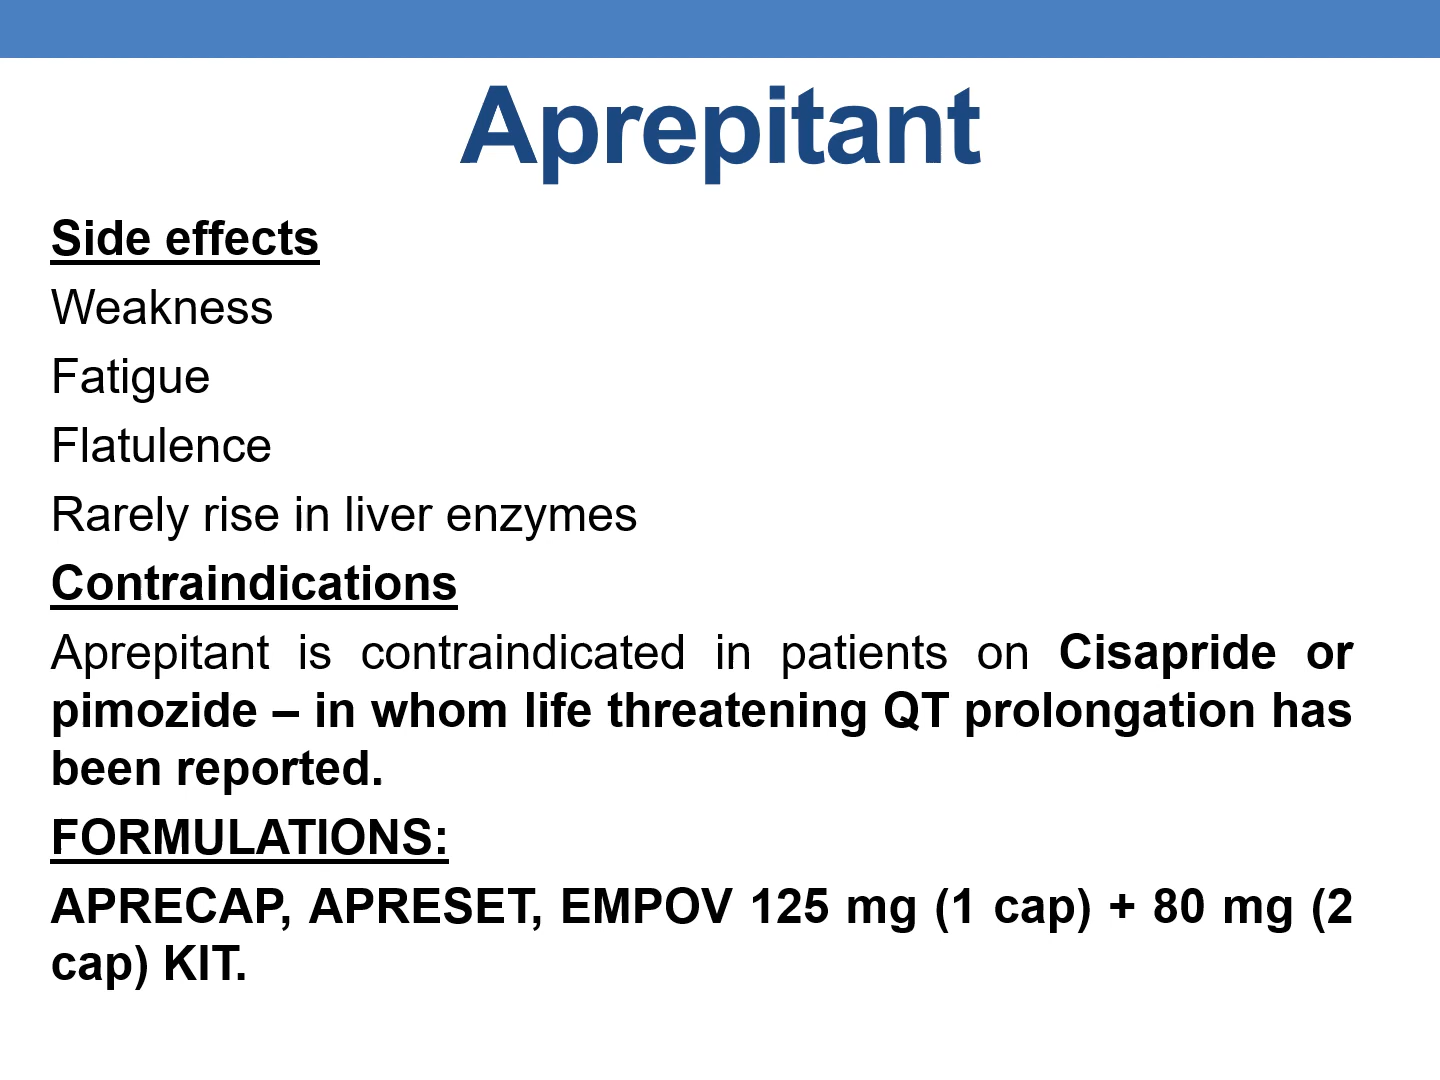 Aprepitant
Side effects
Weakness
Fatigue
Flatulence
Rarely rise in liver enzymes
Contraindications
Aprepitant is contraindicated in patients on Cisapride or
pimozide – in whom life threatening QT prolongation has
been reported.
FORMULATIONS:
APRECAP, APRESET, EMPOV 125 mg (1 cap) + 80 mg (2
cap) KIT.